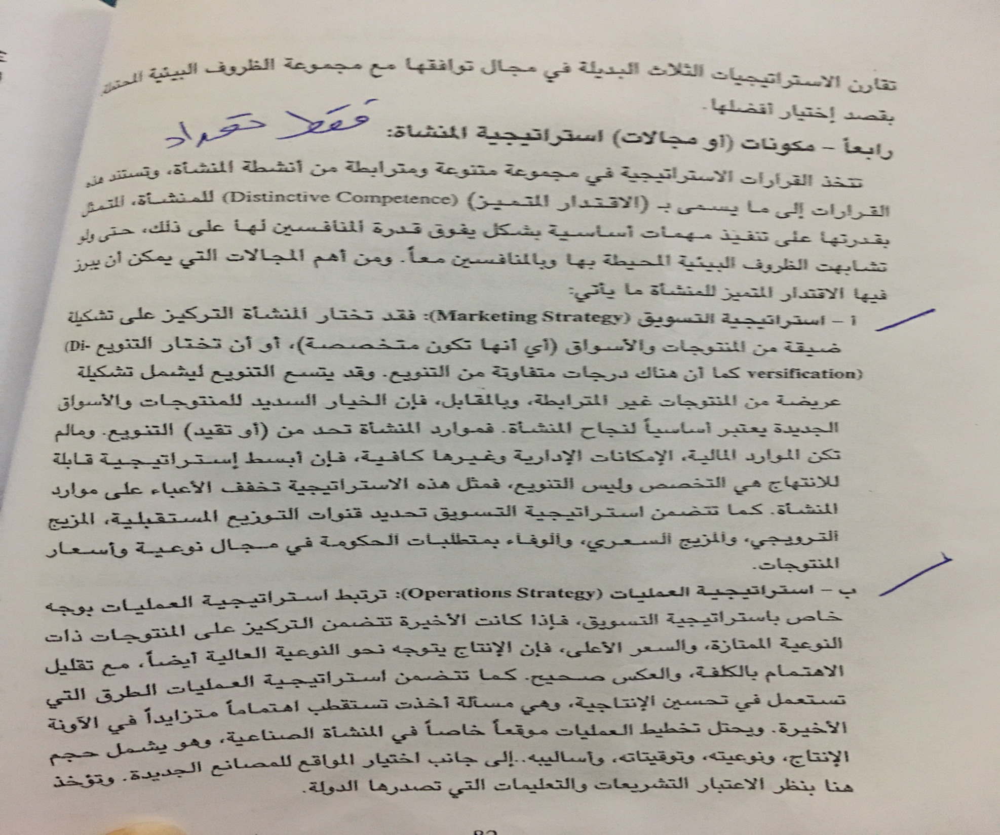 تقارن الاستراتيجيات الثلاث البديلة في مجال توافقها مع مجموعة الظروف البيئية المحتملة
بقصد إختيار أفضلها.
رابعاً – مكونات (أو مجالات) استراتيجية المنشأة: فقط تعداد
تتخذ القرارات الاستراتيجية في مجموعة متنوعة ومترابطة من أنشطة المنشأة، وتستند هذه
القرارات إلى ما يسمى بـ (الاقتدار المتميز) (Distinctive Competence) للمنشأة، المتمثل
بقدرتها على تنفيذ مهمات أساسية بشكل يفوق قدرة المنافسين لها على ذلك، حتى ولو
تشابهت الظروف البيئية المحيطة بها وبالمنافسين معاً. ومن أهم المجالات التي يمكن أن يبرز
فيها الاقتدار المتميز للمنشأة ما يأتي:
أ – استراتيجية التسويق (Marketing Strategy): فقد تختار المنشأة التركيز على تشكيلة
ضيقة من المنتوجات والأسواق (أي أنها تكون متخصصة)، أو أن تختار التنويع (Di-
versification) كما أن هناك درجات متفاوتة من التنويع. وقد يتسع التنويع ليشمل تشكيلة
عريضة من المنتوجات غير المترابطة، وبالمقابل، فإن الخيار السديد للمنتوجات والأسواق
الجديدة يعتبر أساسياً لنجاح المنشأة. فموارد المنشأة تحد من (أو تقيد) التنويع. ومالم
تكن الموارد المالية، الإمكانات الإدارية وغيرها كافية، فإن أبسط إستراتيجية قابلة
للانتهاج هي التخصص وليس التنويع، فمثل هذه الاستراتيجية تخفف الأعباء على موارد
المنشأة. كما تتضمن استراتيجية التسويق تحديد قنوات التوزيع المستقبلية، المزيج
الترويجي، والمزيج السعري، والوفاء بمتطلبات الحكومة في مجال نوعية وأسعار
المنتوجات.
ب – استراتيجية العمليات (Operations Strategy): ترتبط استراتيجية العمليات بوجه
خاص باستراتيجية التسويق، فإذا كانت الأخيرة تتضمن التركيز على المنتوجات ذات
النوعية الممتازة، والسعر الأعلى، فإن الإنتاج يتوجه نحو النوعية العالية أيضاً، مع تقليل
الاهتمام بالكلفة، والعكس صحيح. كما تتضمن استراتيجية العمليات الطرق التي
تستعمل في تحسين الإنتاجية، وهي مسألة أخذت تستقطب اهتماماً متزايداً في الآونة
الأخيرة. ويحتل تخطيط العمليات موقعاً خاصاً في المنشأة الصناعية، وهو يشمل حجم
الإنتاج، ونوعيته، وتوقيتاته، وأساليبه..إلى جانب اختيار المواقع للمصانع الجديدة. وتؤخذ
هنا بنظر الاعتبار التشريعات والتعليمات التي تصدرها الدولة.